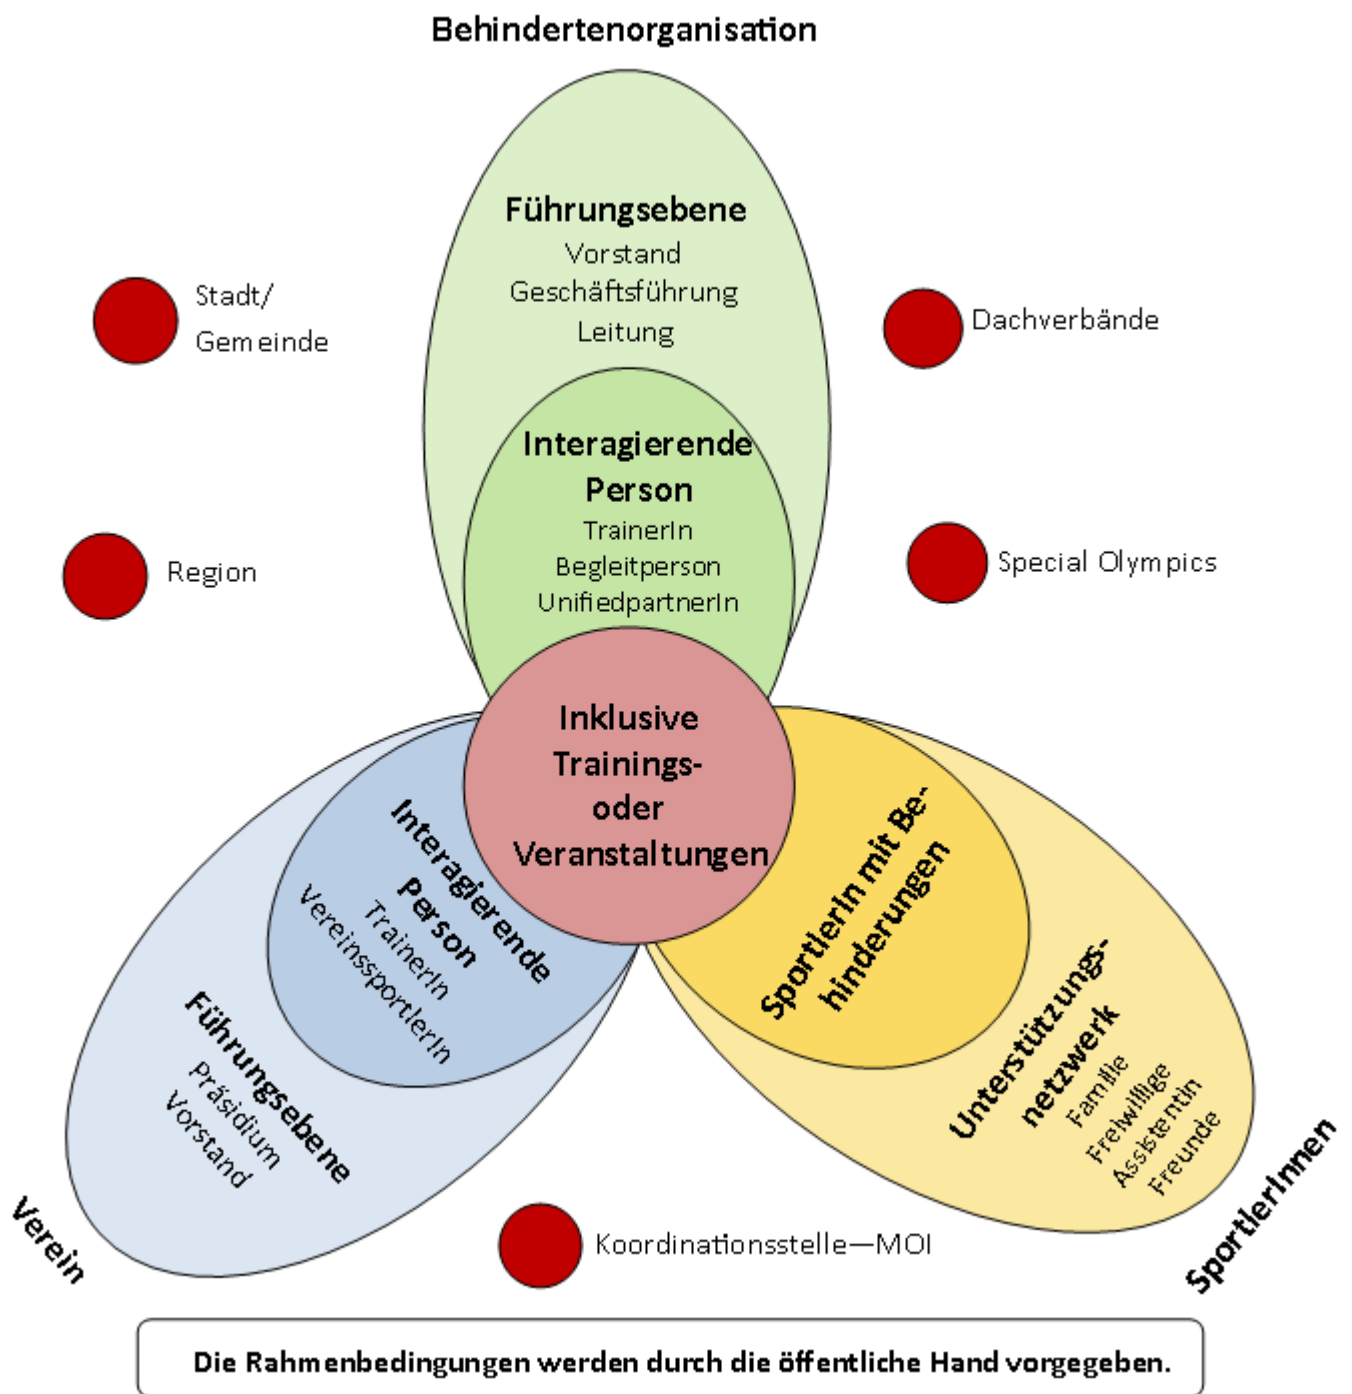 Behindertenorganisation
Führungsebene
Vorstand
Geschäftsführung
Leitung
Stadt/
Gemeinde
Dachverbände
Interagierende
Person
TrainerIn
Begleitperson
UnifiedpartnerIn
Region
Special Olympics
Inklusive
Trainings-
oder
Veranstaltungen
Interagierende
Person
TrainerIn
VereinssportlerIn
Führungsebene
Präsidium
Vorstand
Verein
SportlerIn mit Be-
hinderungen
Unterstützungs-
netzwerk
Familie
Freiwillige
AssistentIn
Freunde
SportlerInnen
Koordinationsstelle—MOI
Die Rahmenbedingungen werden durch die öffentliche Hand vorgegeben.